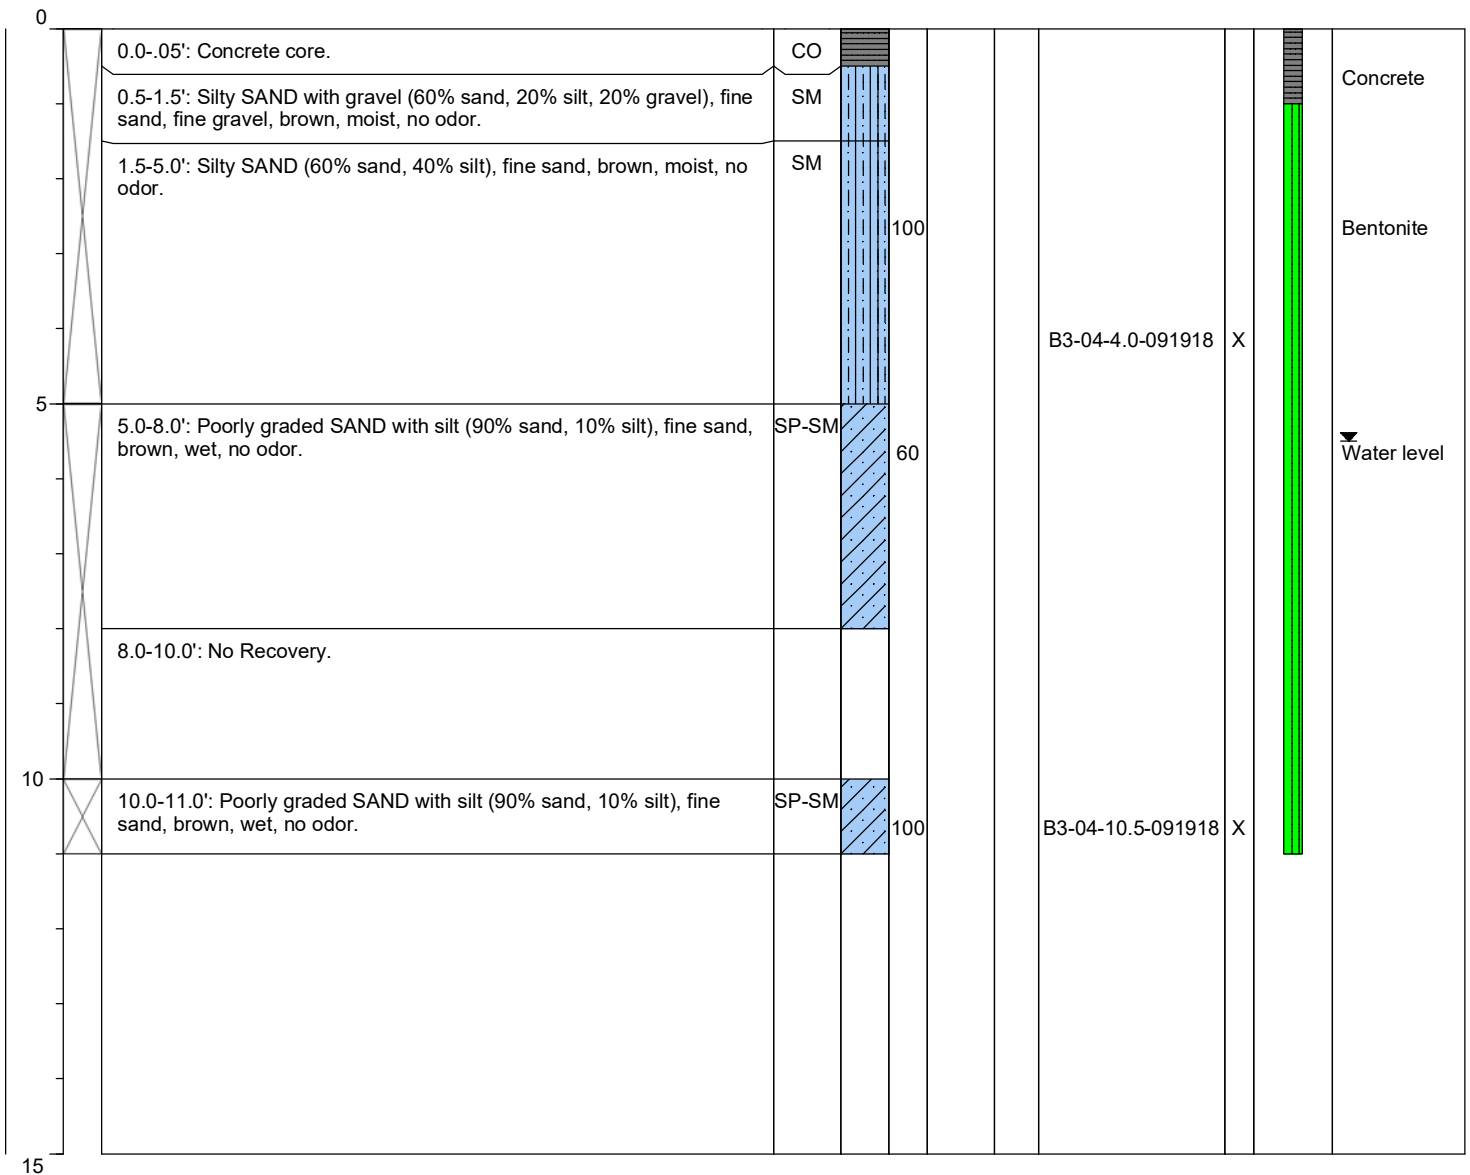 0
0.0-.05': Concrete core.
CO
Concrete
0.5-1.5': Silty SAND with gravel (60% sand, 20% silt, 20% gravel), fine
sand, fine gravel, brown, moist, no odor.
SM
1.5-5.0': Silty SAND (60% sand, 40% silt), fine sand, brown, moist, no
odor.
SM
100
Bentonite
B3-04-4.0-091918
X
5
5.0-8.0': Poorly graded SAND with silt (90% sand, 10% silt), fine sand,
brown, wet, no odor.
SP-SM
60
Water level
8.0-10.0': No Recovery.
10
10.0-11.0': Poorly graded SAND with silt (90% sand, 10% silt), fine
sand, brown, wet, no odor.
SP-SM
100
B3-04-10.5-091918
X
15